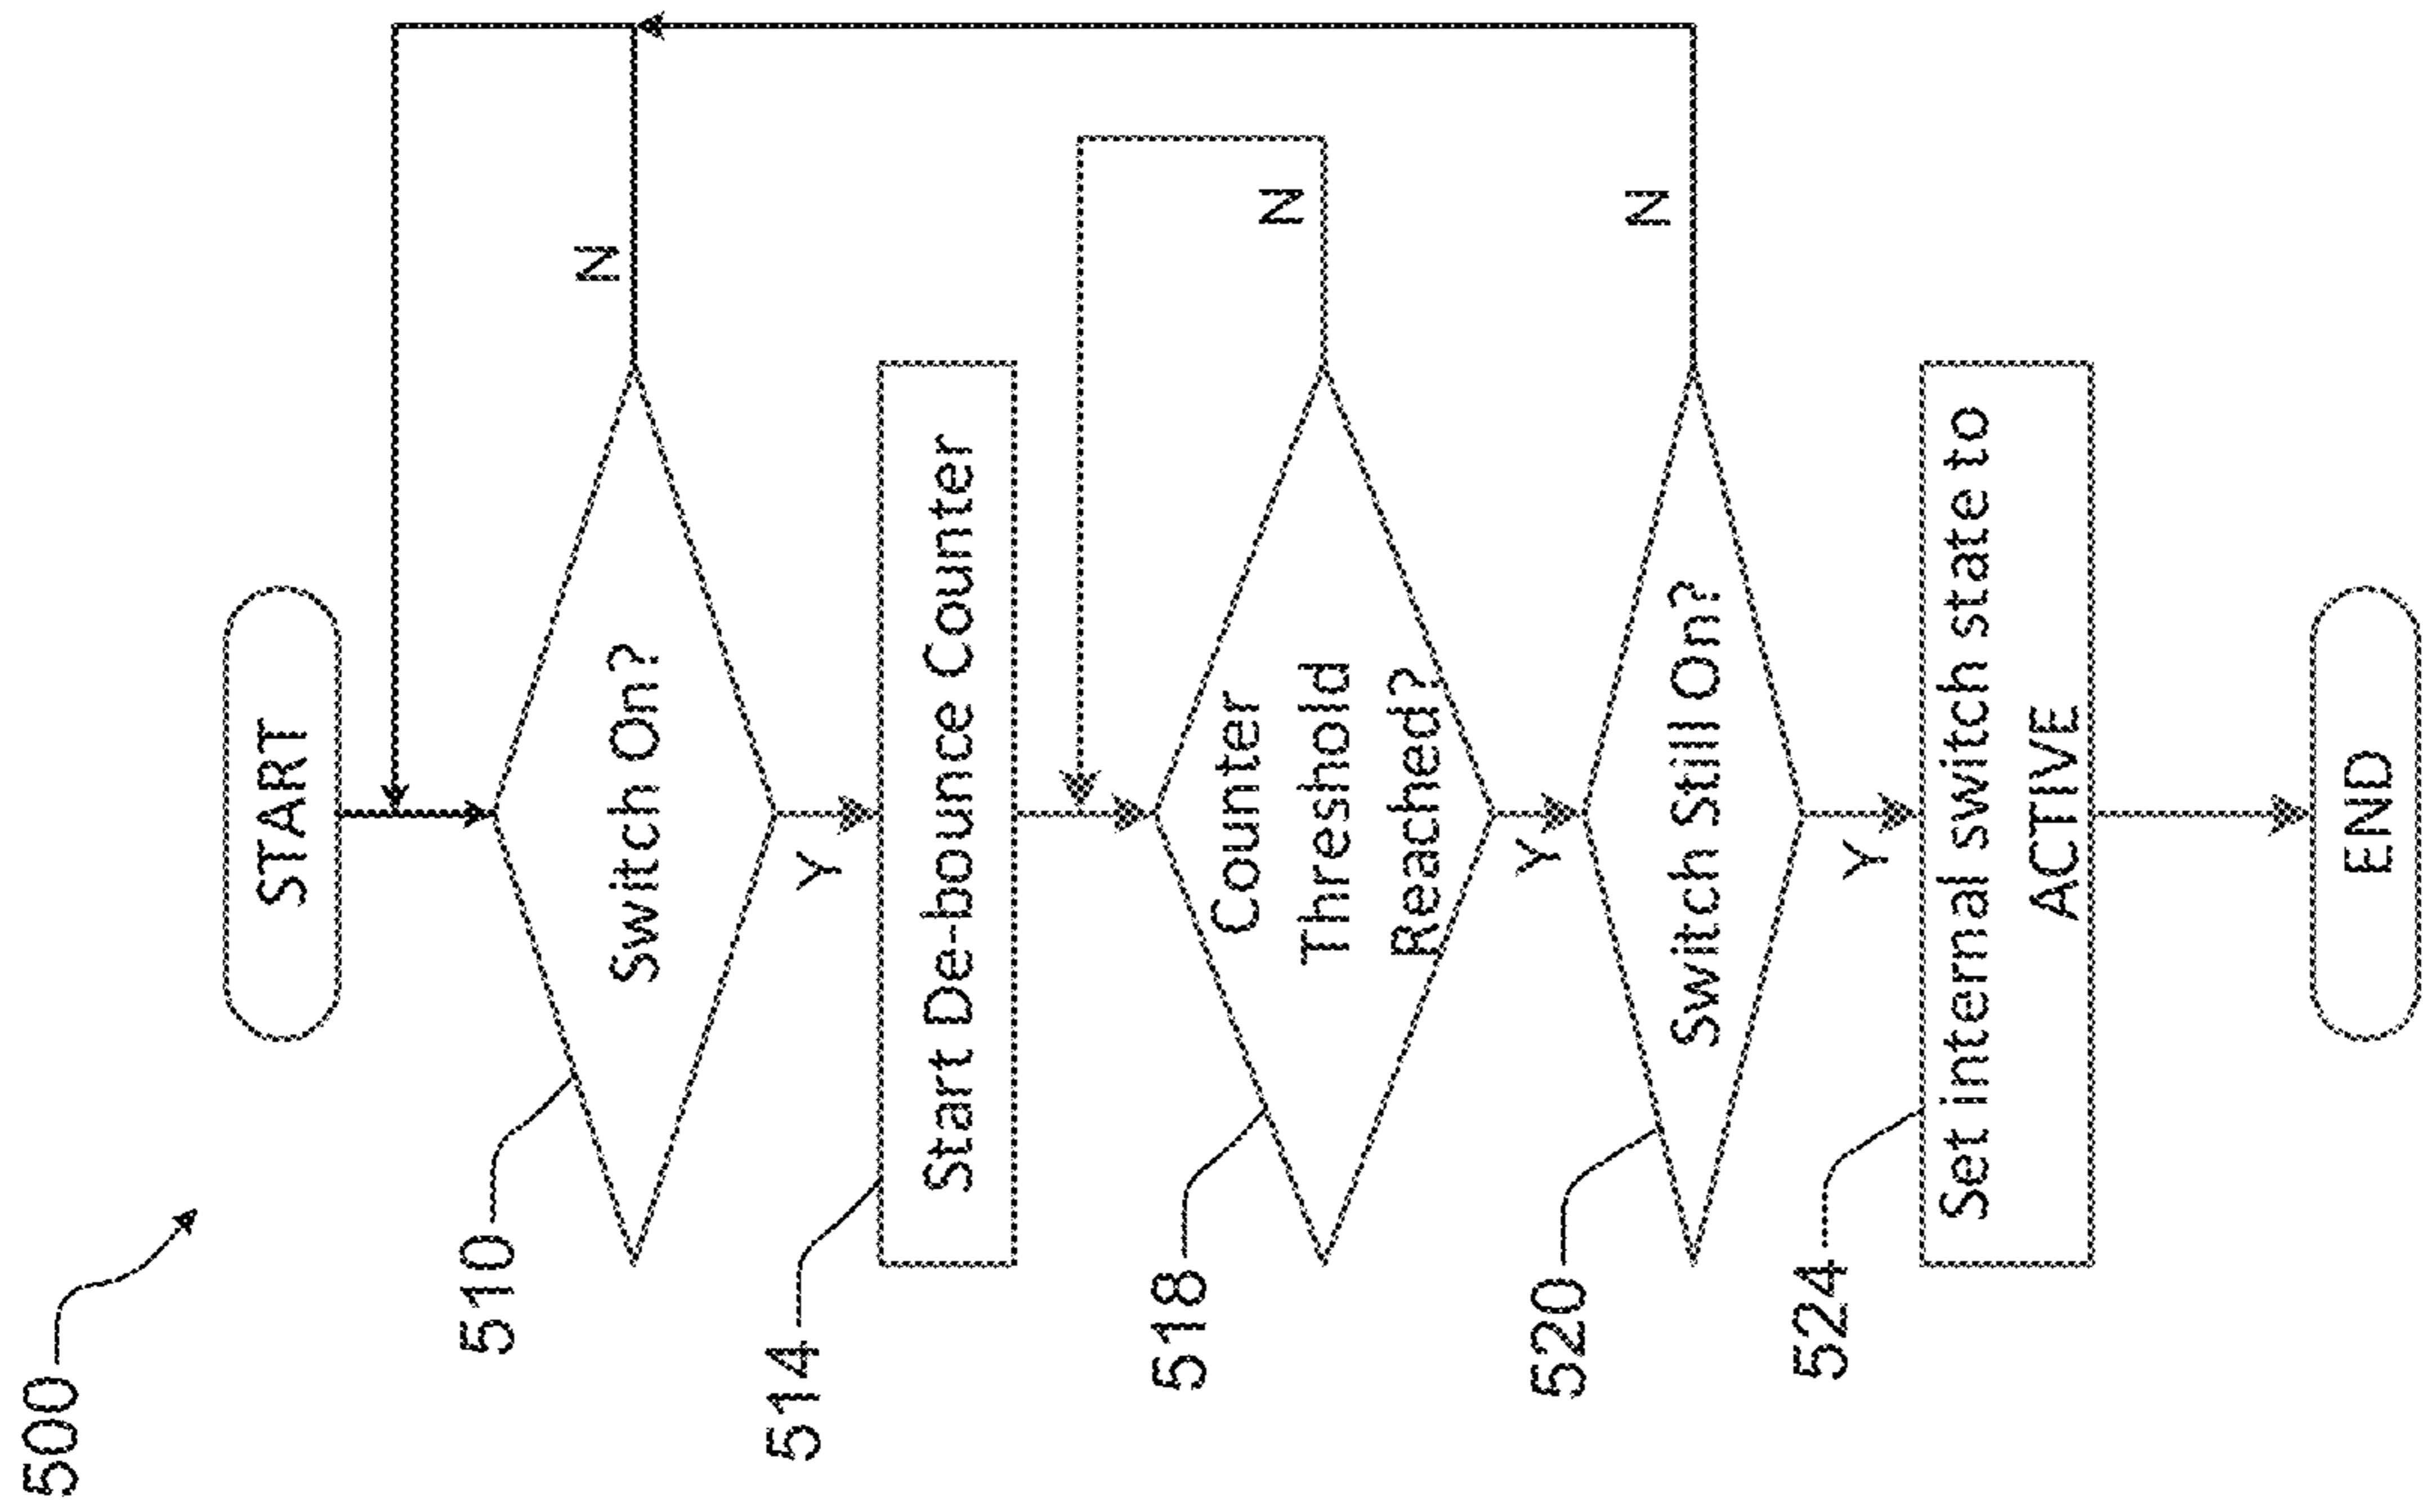 500
START
510
Switch On?
N
Y
514
Start De-bounce Counter
518
Counter
Threshold
Reached?
N
Y
520
Switch Still On?
N
Y
524
Set internal switch state to
ACTIVE
END